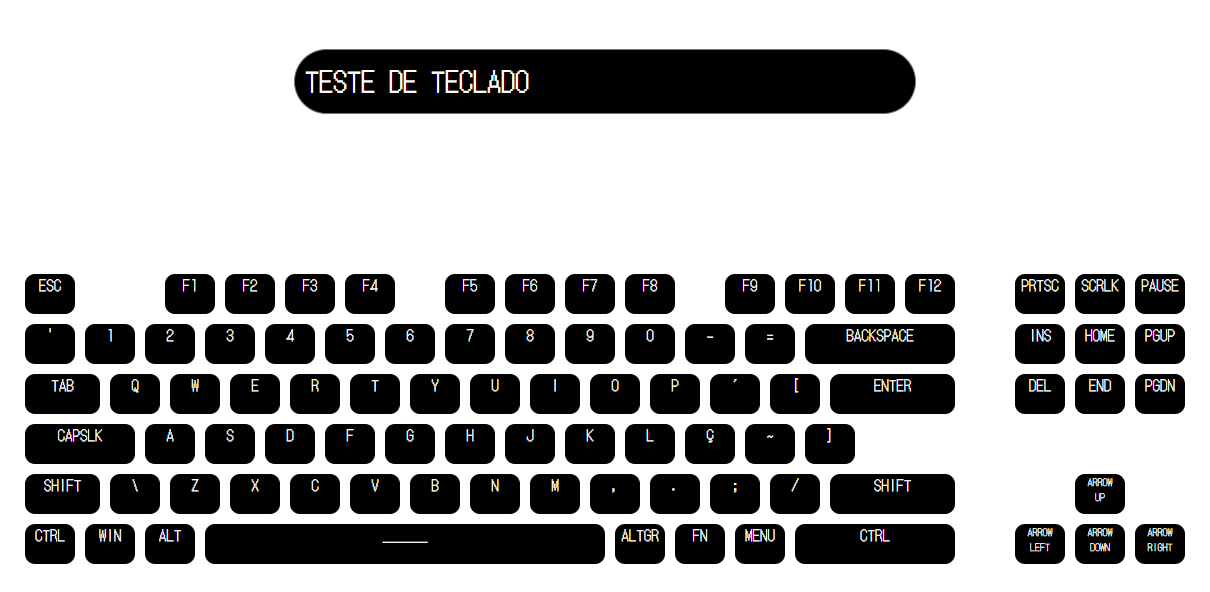 TESTE DE TECLADO
ESC F1 F2 F3 F4 F5 F6 F7 F8 F9 F10 F11 F12 PRTSC SCRLK PAUSE
' 1 2 3 4 5 6 7 8 9 0 - = BACKSPACE INS HOME PGUP
TAB Q W E R T Y U I O P ´ [ ENTER DEL END PGDN
CAPSLK A S D F G H J K L Ç ~ ]
SHIFT \ Z X C V B N M , . ; / SHIFT ARROW UP
CTRL WIN ALT _____ ALTGR FN MENU CTRL ARROW LEFT ARROW DOWN ARROW RIGHT